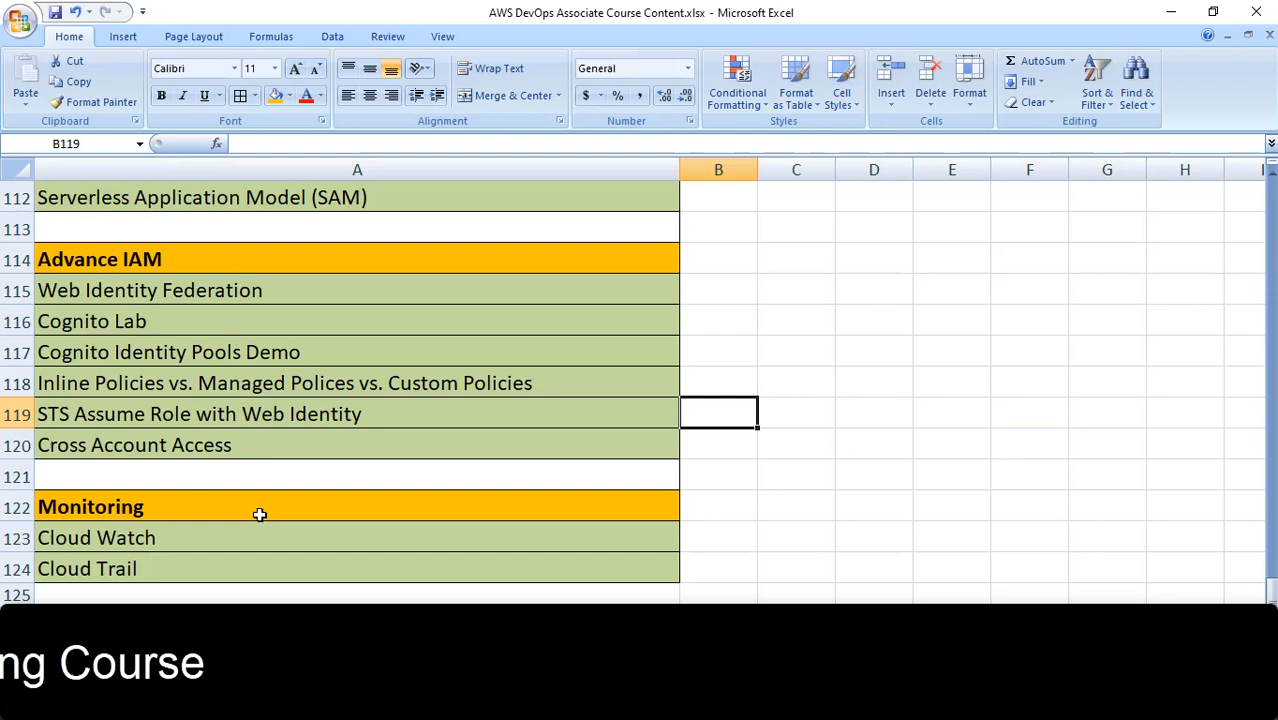 AWS DevOps Associate Course Content.xlsx - Microsoft Excel
Home Insert Page Layout Formulas Data Review View
Paste Cut Copy Format Painter Clipboard
Calibri 11 B I U A Font
Wrap Text Merge & Center Alignment
General $ % , Number
Conditional Formatting Format as Table Cell Styles Styles
Insert Delete Format Cells
Σ AutoSum Fill Clear Sort & Filter Find & Select Editing
B119 fx
A B C D E F G H I
112 Serverless Application Model (SAM)
113
114 Advance IAM
115 Web Identity Federation
116 Cognito Lab
117 Cognito Identity Pools Demo
118 Inline Policies vs. Managed Polices vs. Custom Policies
119 STS Assume Role with Web Identity
120 Cross Account Access
121
122 Monitoring
123 Cloud Watch
124 Cloud Trail
125
ng Course